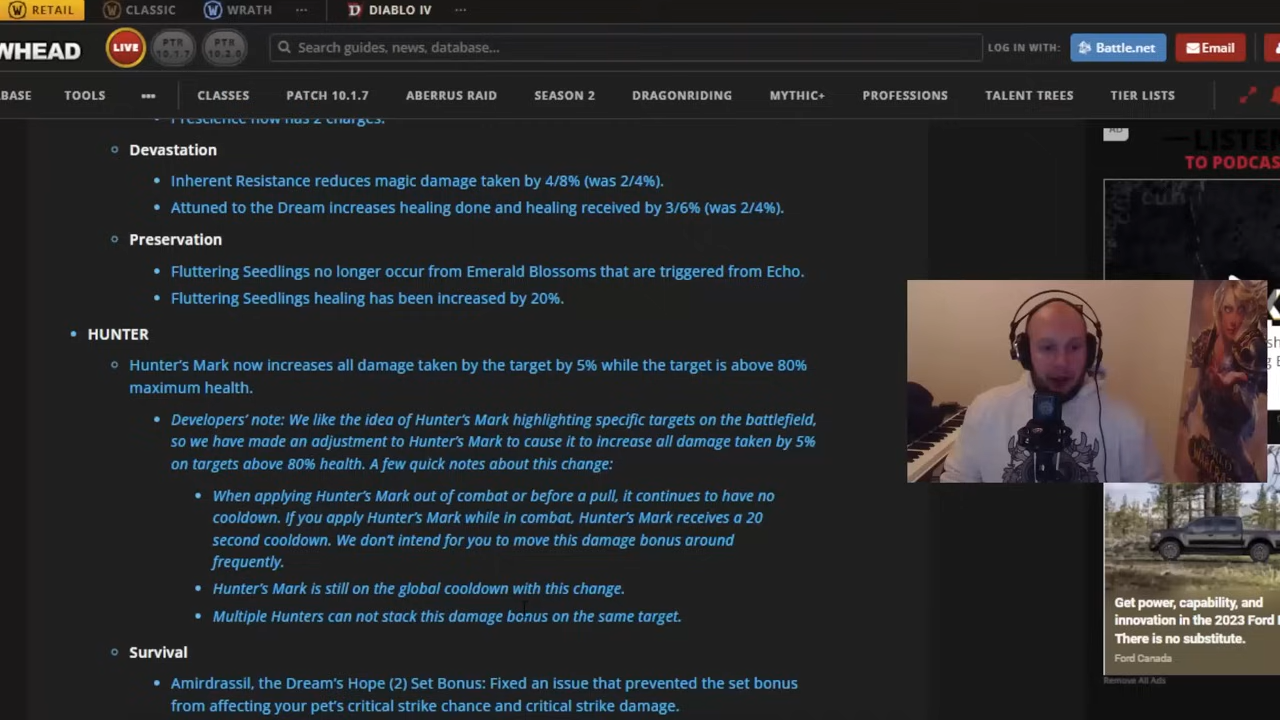 RETAIL CLASSIC WRATH ... DIABLO IV ...
WHEAD LIVE PTR 10.1.7 PTR 10.2.0 Search guides, news, database... LOG IN WITH: Battle.net Email
BASE TOOLS ... CLASSES PATCH 10.1.7 ABERRUS RAID SEASON 2 DRAGONRIDING MYTHIC+ PROFESSIONS TALENT TREES TIER LISTS
Prescience now has 2 charges.
Devastation
Inherent Resistance reduces magic damage taken by 4/8% (was 2/4%).
Attuned to the Dream increases healing done and healing received by 3/6% (was 2/4%).
Preservation
Fluttering Seedlings no longer occur from Emerald Blossoms that are triggered from Echo.
Fluttering Seedlings healing has been increased by 20%.
HUNTER
Hunter's Mark now increases all damage taken by the target by 5% while the target is above 80%
maximum health.
Developers' note: We like the idea of Hunter's Mark highlighting specific targets on the battlefield,
so we have made an adjustment to Hunter's Mark to cause it to increase all damage taken by 5%
on targets above 80% health. A few quick notes about this change:
When applying Hunter's Mark out of combat or before a pull, it continues to have no
cooldown. If you apply Hunter's Mark while in combat, Hunter's Mark receives a 20
second cooldown. We don't intend for you to move this damage bonus around
frequently.
Hunter's Mark is still on the global cooldown with this change.
Multiple Hunters can not stack this damage bonus on the same target.
Survival
Amirdrassil, the Dream's Hope (2) Set Bonus: Fixed an issue that prevented the set bonus
from affecting your pet's critical strike chance and critical strike damage.
AD
LISTEN
TO PODCAS
Get power, capability, and
innovation in the 2023 Ford
There is no substitute.
Ford Canada
Remove All Ads